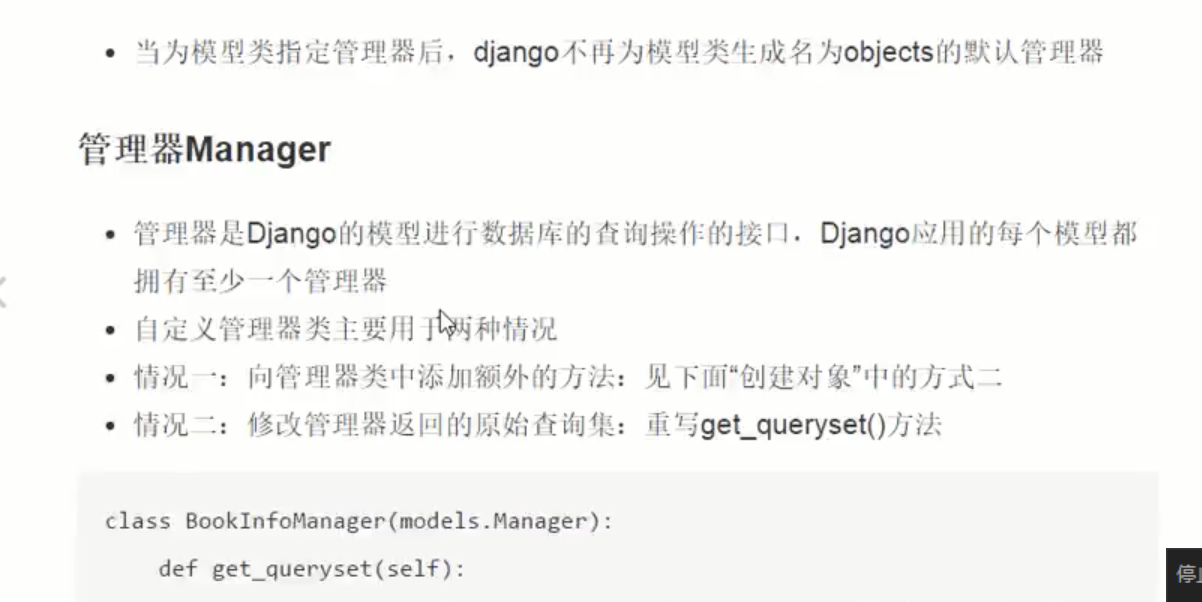 当为模型类指定管理器后，django不再为模型类生成名为objects的默认管理器
管理器Manager
管理器是Django的模型进行数据库的查询操作的接口．Django应用的每个模型都
拥有至少一个管理器
自定义管理器类主要用于两种情况
情况一：向管理器类中添加额外的方法：见下面“创建对象”中的方式二
情况二：修改管理器返回的原始查询集：重写get_queryset()方法
class BookInfoManager(models.Manager):
def get_queryset(self):
停